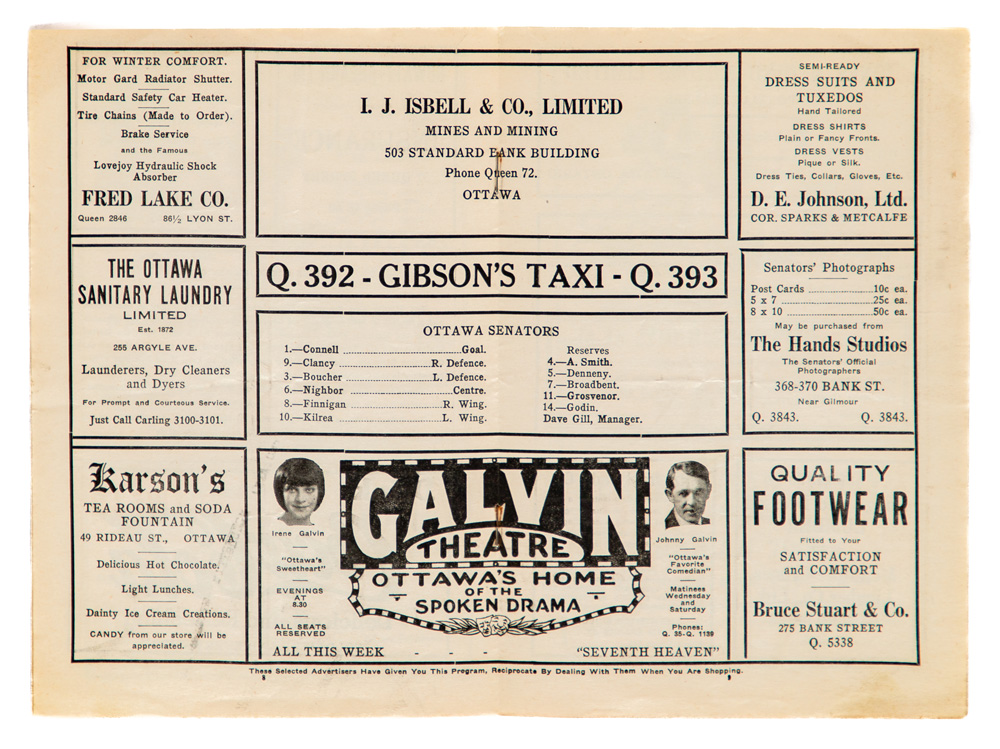 FOR WINTER COMFORT.
Motor Gard Radiator Shutter.
Standard Safety Car Heater.
Tire Chains (Made to Order).
Brake Service
and the Famous
Lovejoy Hydraulic Shock
Absorber
FRED LAKE CO.
Queen 2846 86½ LYON ST.
THE OTTAWA
SANITARY LAUNDRY
LIMITED
Est. 1872
255 ARGYLE AVE.
Launderers, Dry Cleaners
and Dyers
For Prompt and Courteous Service.
Just Call Carling 3100-3101.
Karson's
TEA ROOMS and SODA
FOUNTAIN
49 RIDEAU ST., OTTAWA
Delicious Hot Chocolate.
Light Lunches.
Dainty Ice Cream Creations.
CANDY from our store will be
appreciated.
I. J. ISBELL & CO., LIMITED
MINES AND MINING
503 STANDARD BANK BUILDING
Phone Queen 72.
OTTAWA
Q. 392 - GIBSON'S TAXI - Q. 393
OTTAWA SENATORS
1.—Connell ........ Goal.
9.—Clancy ........ R. Defence.
3.—Boucher ........ L. Defence.
6.—Nighbor ........ Centre.
8.—Finnigan ........ R. Wing.
10.—Kilrea ........ L. Wing.
Reserves
4.—A. Smith.
5.—Denneny.
7.—Broadbent.
11.—Grosvenor.
14.—Godin.
Dave Gill, Manager.
Irene Galvin
"Ottawa's
Sweetheart"
EVENINGS
AT
8.30
ALL SEATS
RESERVED
GALVIN
THEATRE
OTTAWA'S HOME
OF THE
SPOKEN DRAMA
Johnny Galvin
"Ottawa's
Favorite
Comedian"
Matinees
Wednesday
and
Saturday
Phones:
Q. 35-Q. 1139
ALL THIS WEEK - - - "SEVENTH HEAVEN"
SEMI-READY
DRESS SUITS AND
TUXEDOS
Hand Tailored
DRESS SHIRTS
Plain or Fancy Fronts.
DRESS VESTS
Pique or Silk.
Dress Ties, Collars, Gloves, Etc.
D. E. Johnson, Ltd.
COR. SPARKS & METCALFE
Senators' Photographs
Post Cards ........ 10c ea.
5 x 7 ........ 25c ea.
8 x 10 ........ 50c ea.
May be purchased from
The Hands Studios
The Senators' Official
Photographers
368-370 BANK ST.
Near Gilmour
Q. 3843. Q. 3843.
QUALITY
FOOTWEAR
Fitted to Your
SATISFACTION
and COMFORT
Bruce Stuart & Co.
275 BANK STREET
Q. 5338
These Selected Advertisers Have Given You This Program, Reciprocate By Dealing With Them When You Are Shopping.